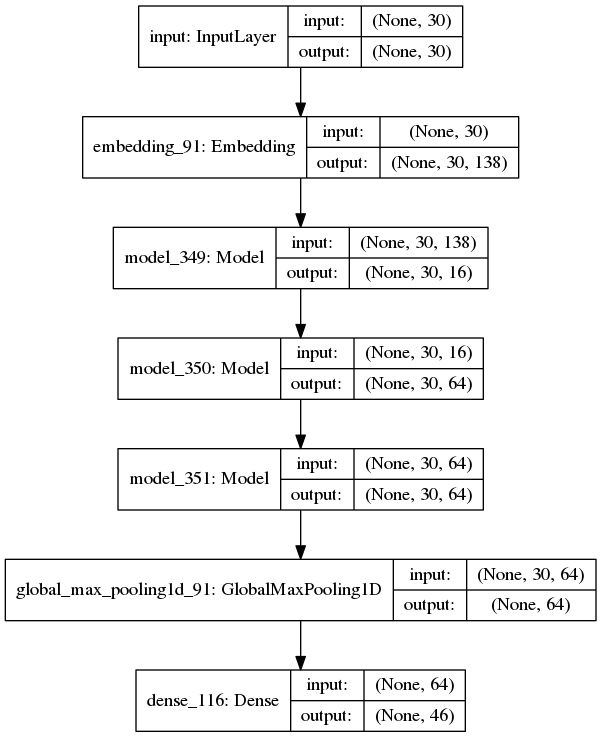 input: InputLayer
input:
(None, 30)
output:
(None, 30)
embedding_91: Embedding
input:
(None, 30)
output:
(None, 30, 138)
model_349: Model
input:
(None, 30, 138)
output:
(None, 30, 16)
model_350: Model
input:
(None, 30, 16)
output:
(None, 30, 64)
model_351: Model
input:
(None, 30, 64)
output:
(None, 30, 64)
global_max_pooling1d_91: GlobalMaxPooling1D
input:
(None, 30, 64)
output:
(None, 64)
dense_116: Dense
input:
(None, 64)
output:
(None, 46)